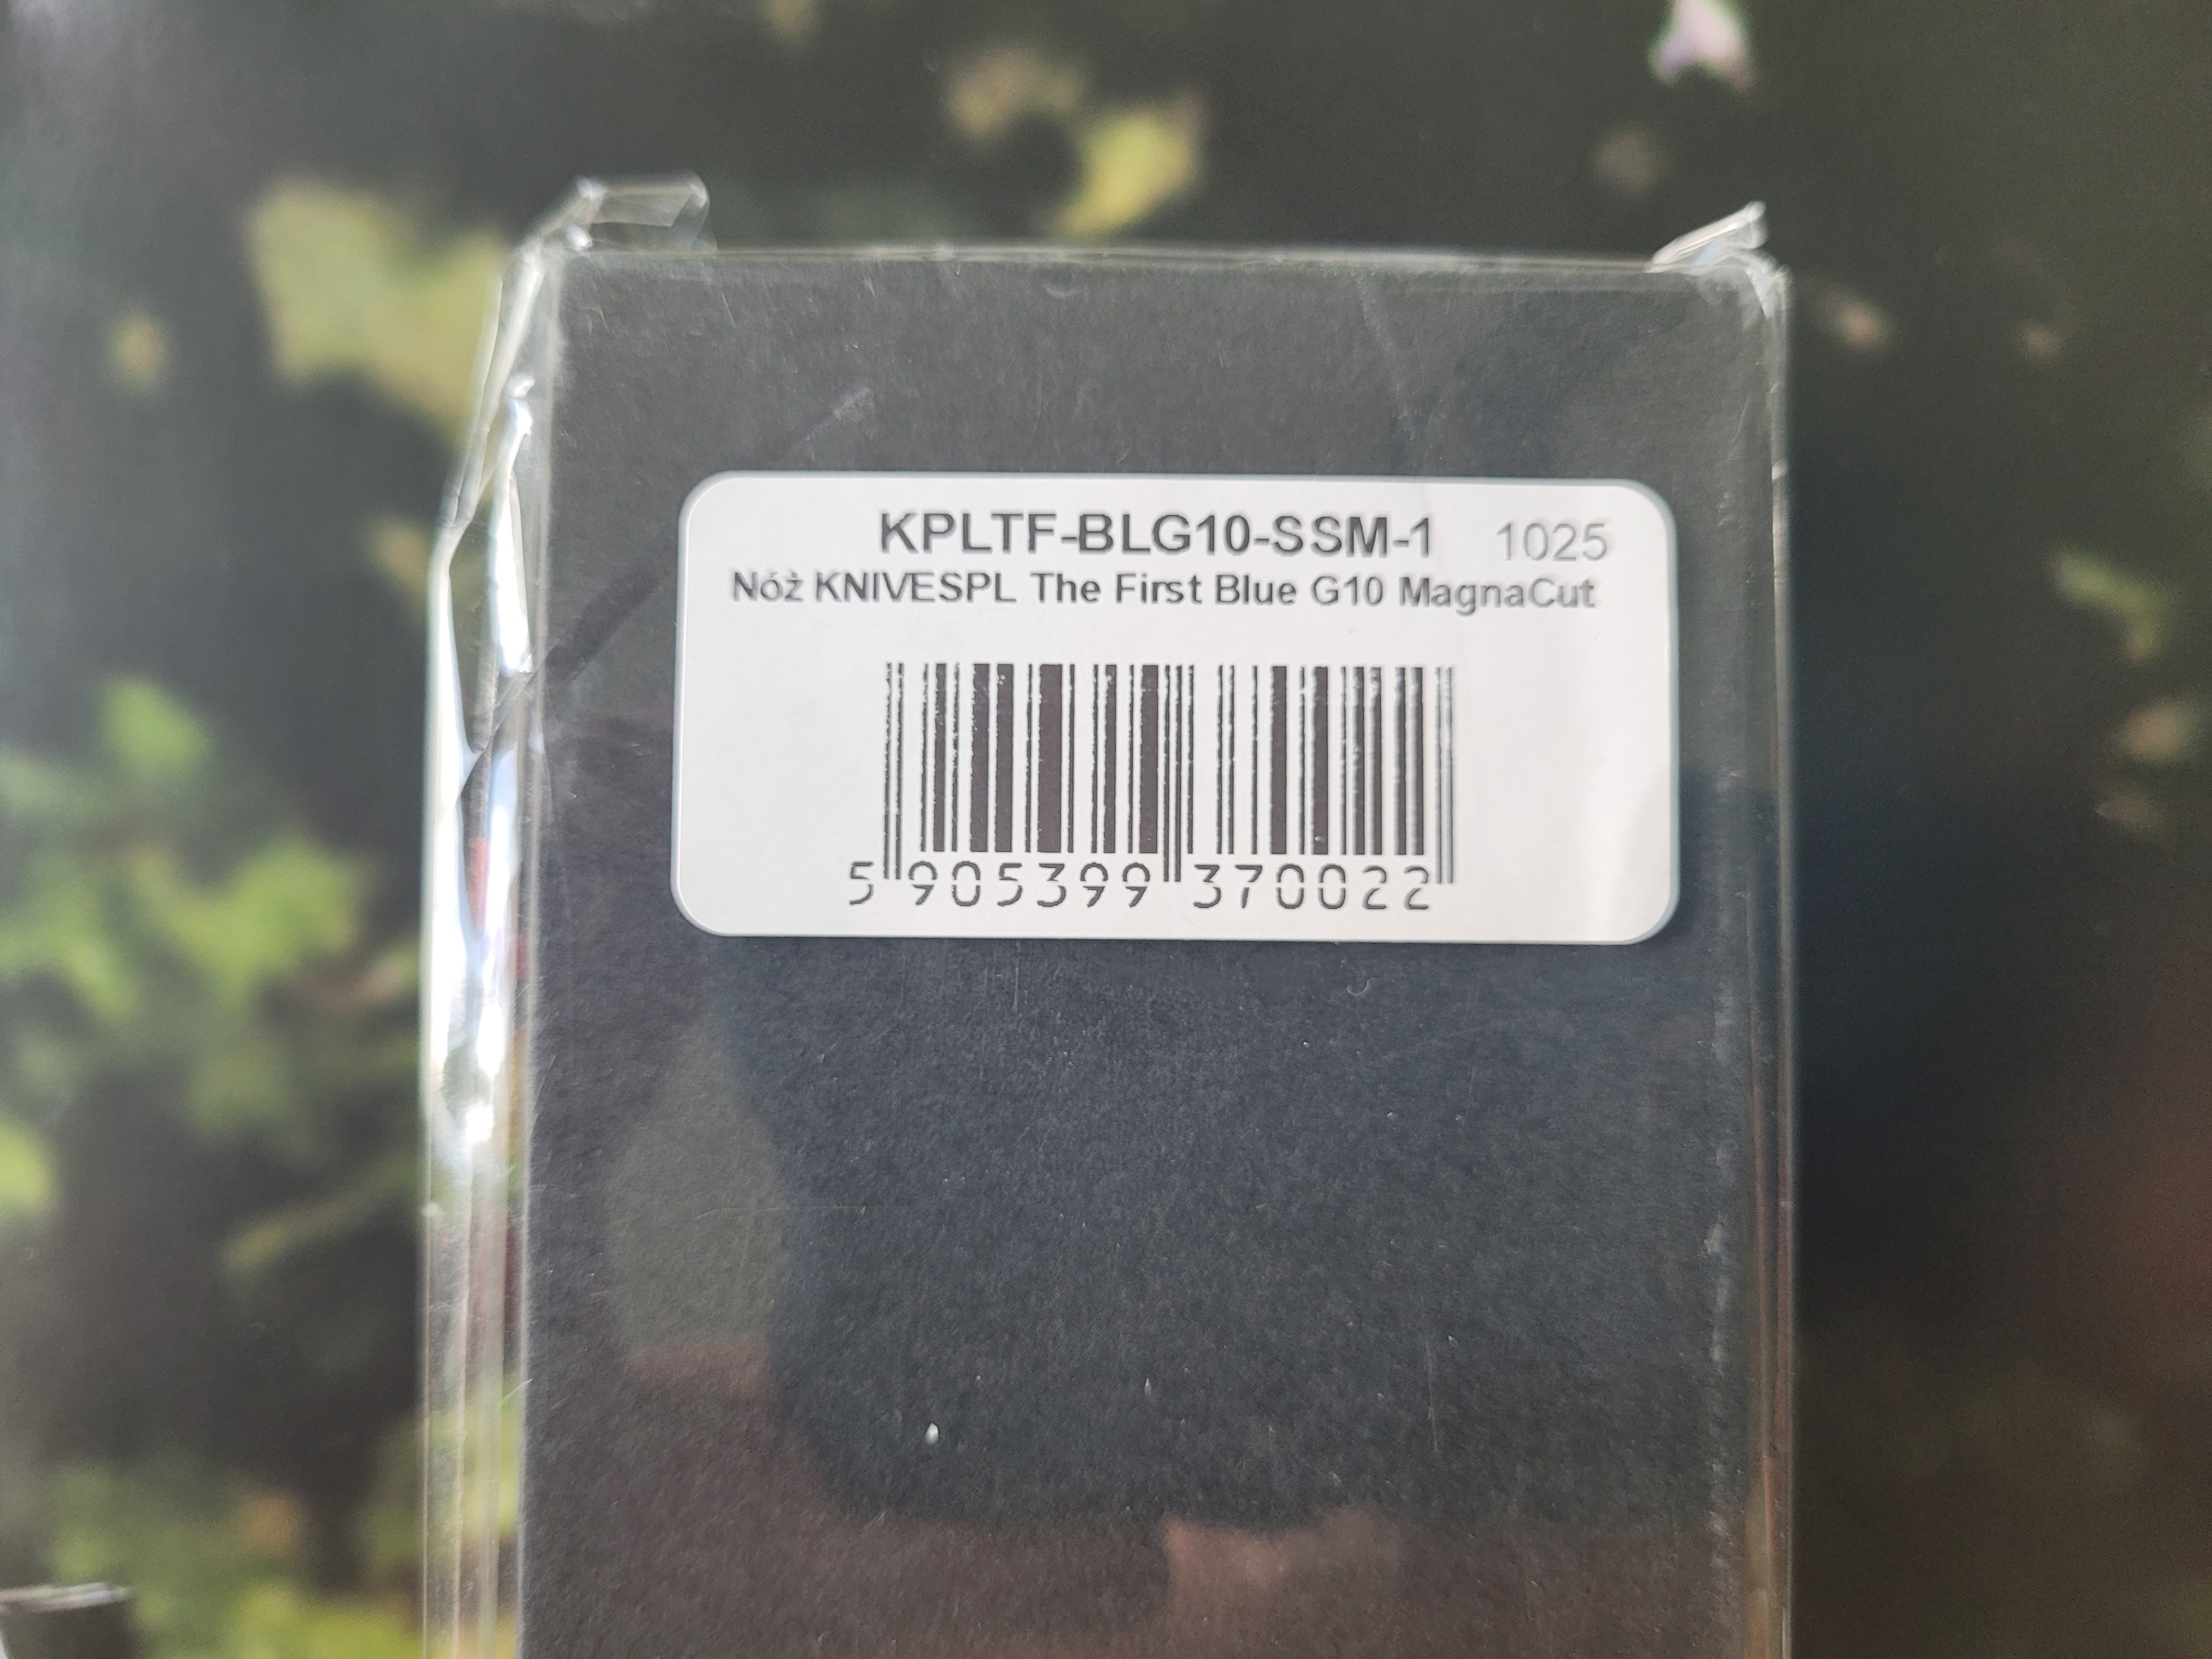 KPLTF-BLG10-SSM-1 1025
Nóż KNIVESPL The First Blue G10 MagnaCut
5 905399 370022